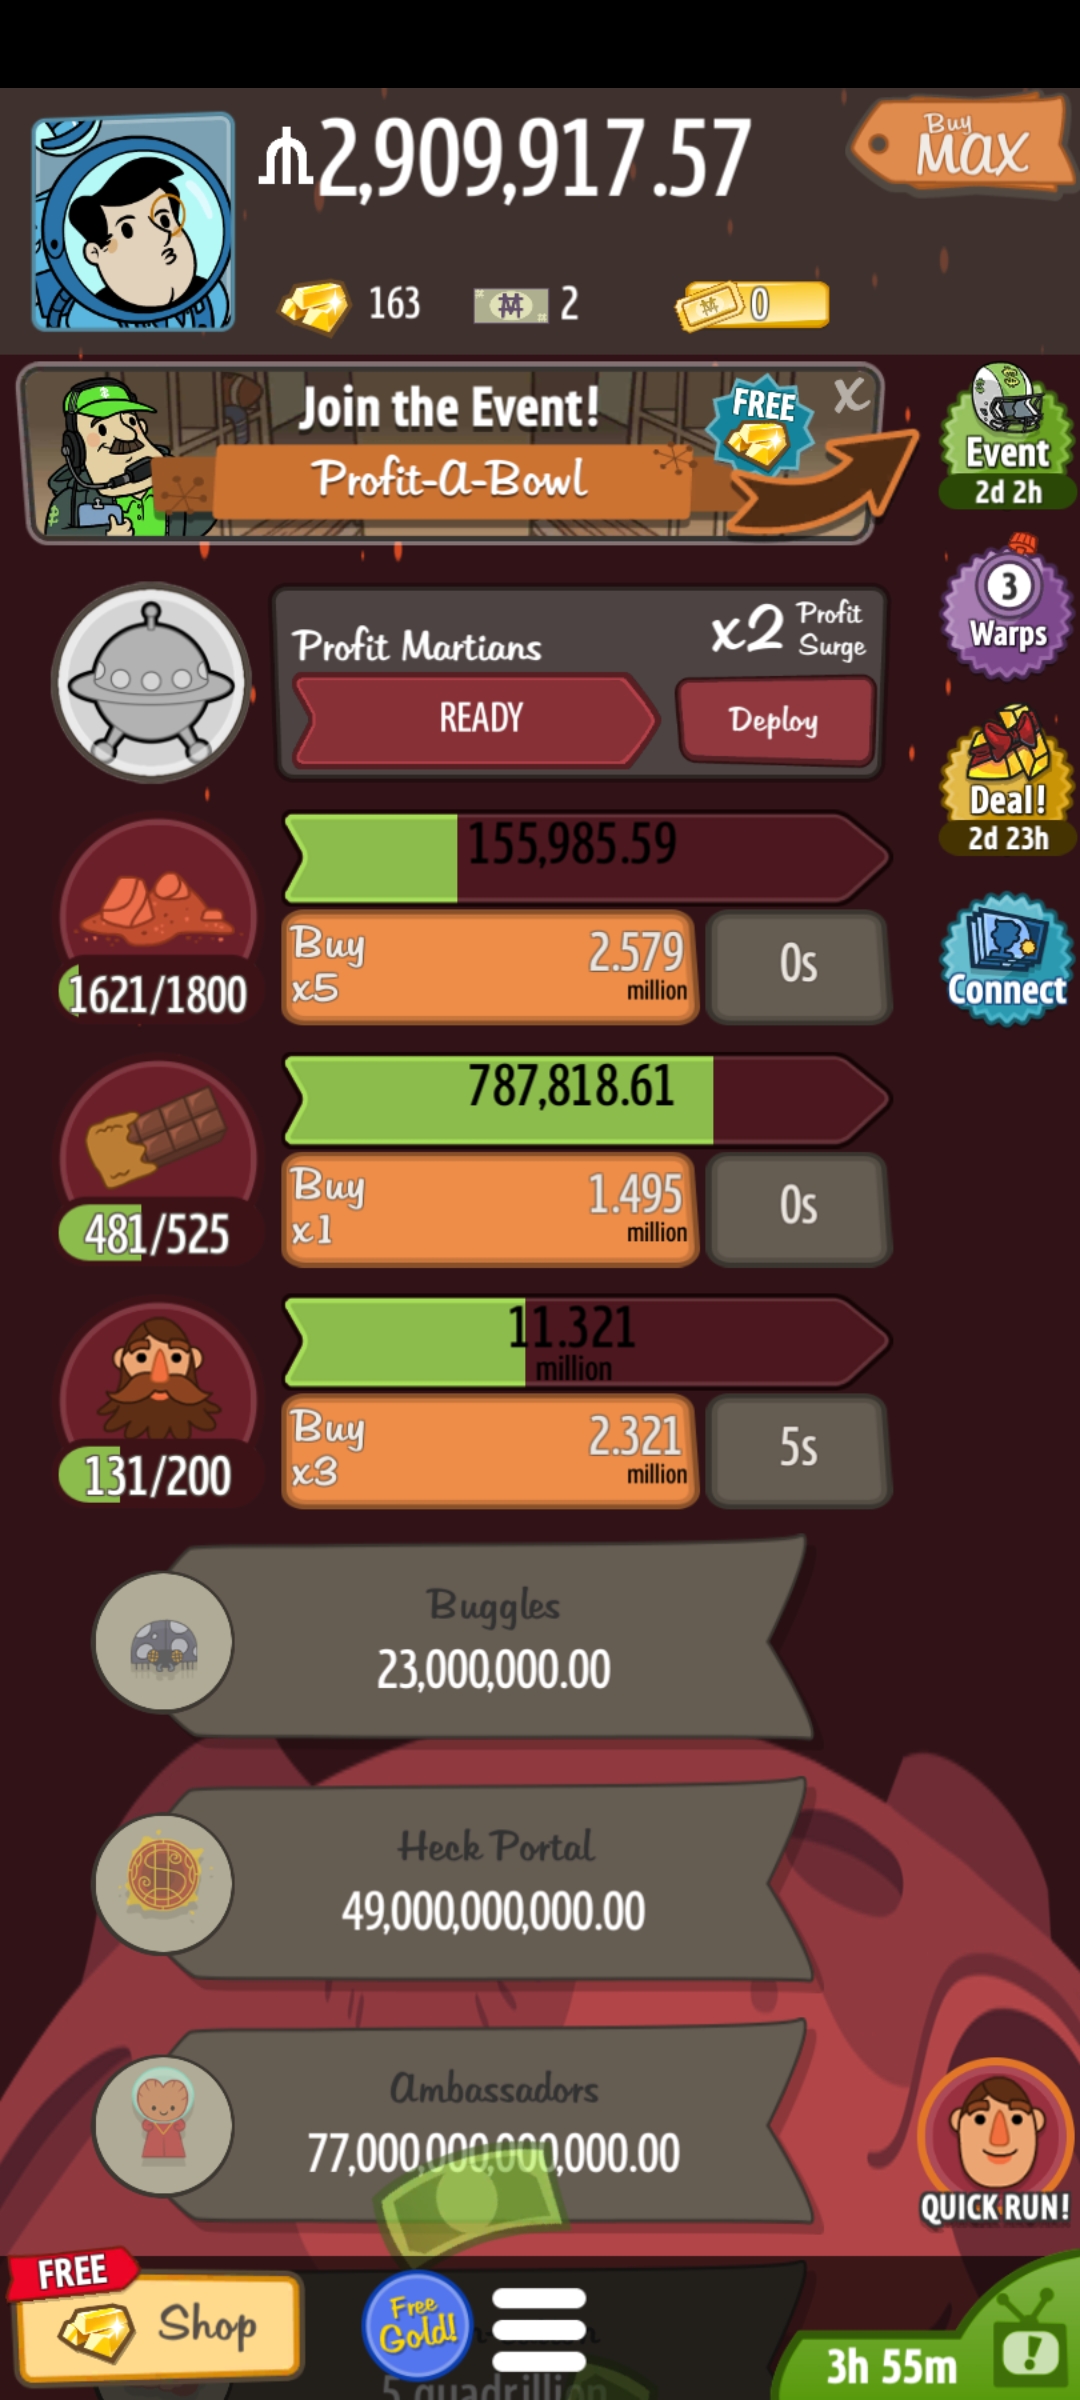 2,909,917.57
Buy
MAX
163
2
0
Join the Event!
FREE
X
Profit-A-Bowl
Event
2d 2h
3
Warps
Profit Martians
x2 Profit
Surge
READY
Deploy
Deal!
2d 23h
155,985.59
1621/1800
Buy
x5
2.579
million
0s
Connect
787,818.61
481/525
Buy
x1
1.495
million
0s
11.321
million
131/200
Buy
x3
2.321
million
5s
Buggles
23,000,000.00
Heck Portal
49,000,000,000.00
Ambassadors
77,000,000,000,000.00
QUICK RUN!
FREE
Shop
Free
Gold!
5 quadrillion
3h 55m
!